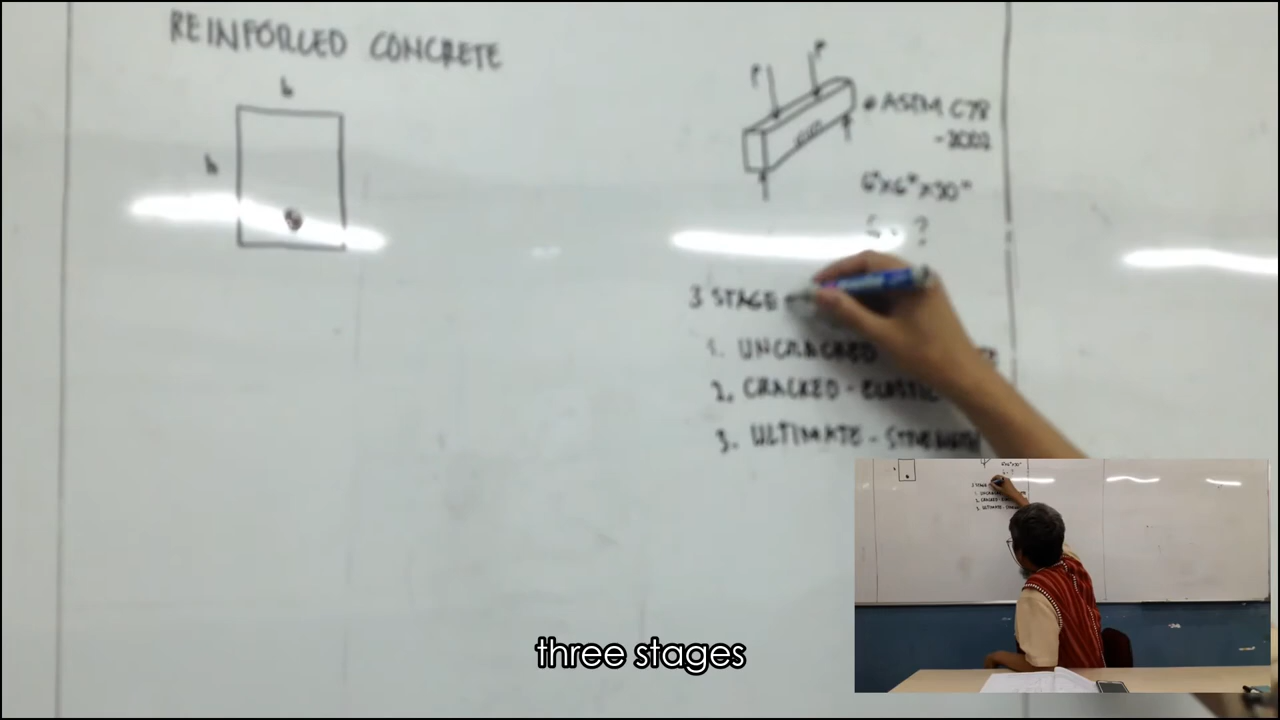 REINFORCED CONCRETE
b
h
P
P
ASTM C78
-2002
6"x6"x30"
3 STAGE
1. UNCRACKED
2. CRACKED - ELASTIC
3. ULTIMATE - STRENGTH
three stages